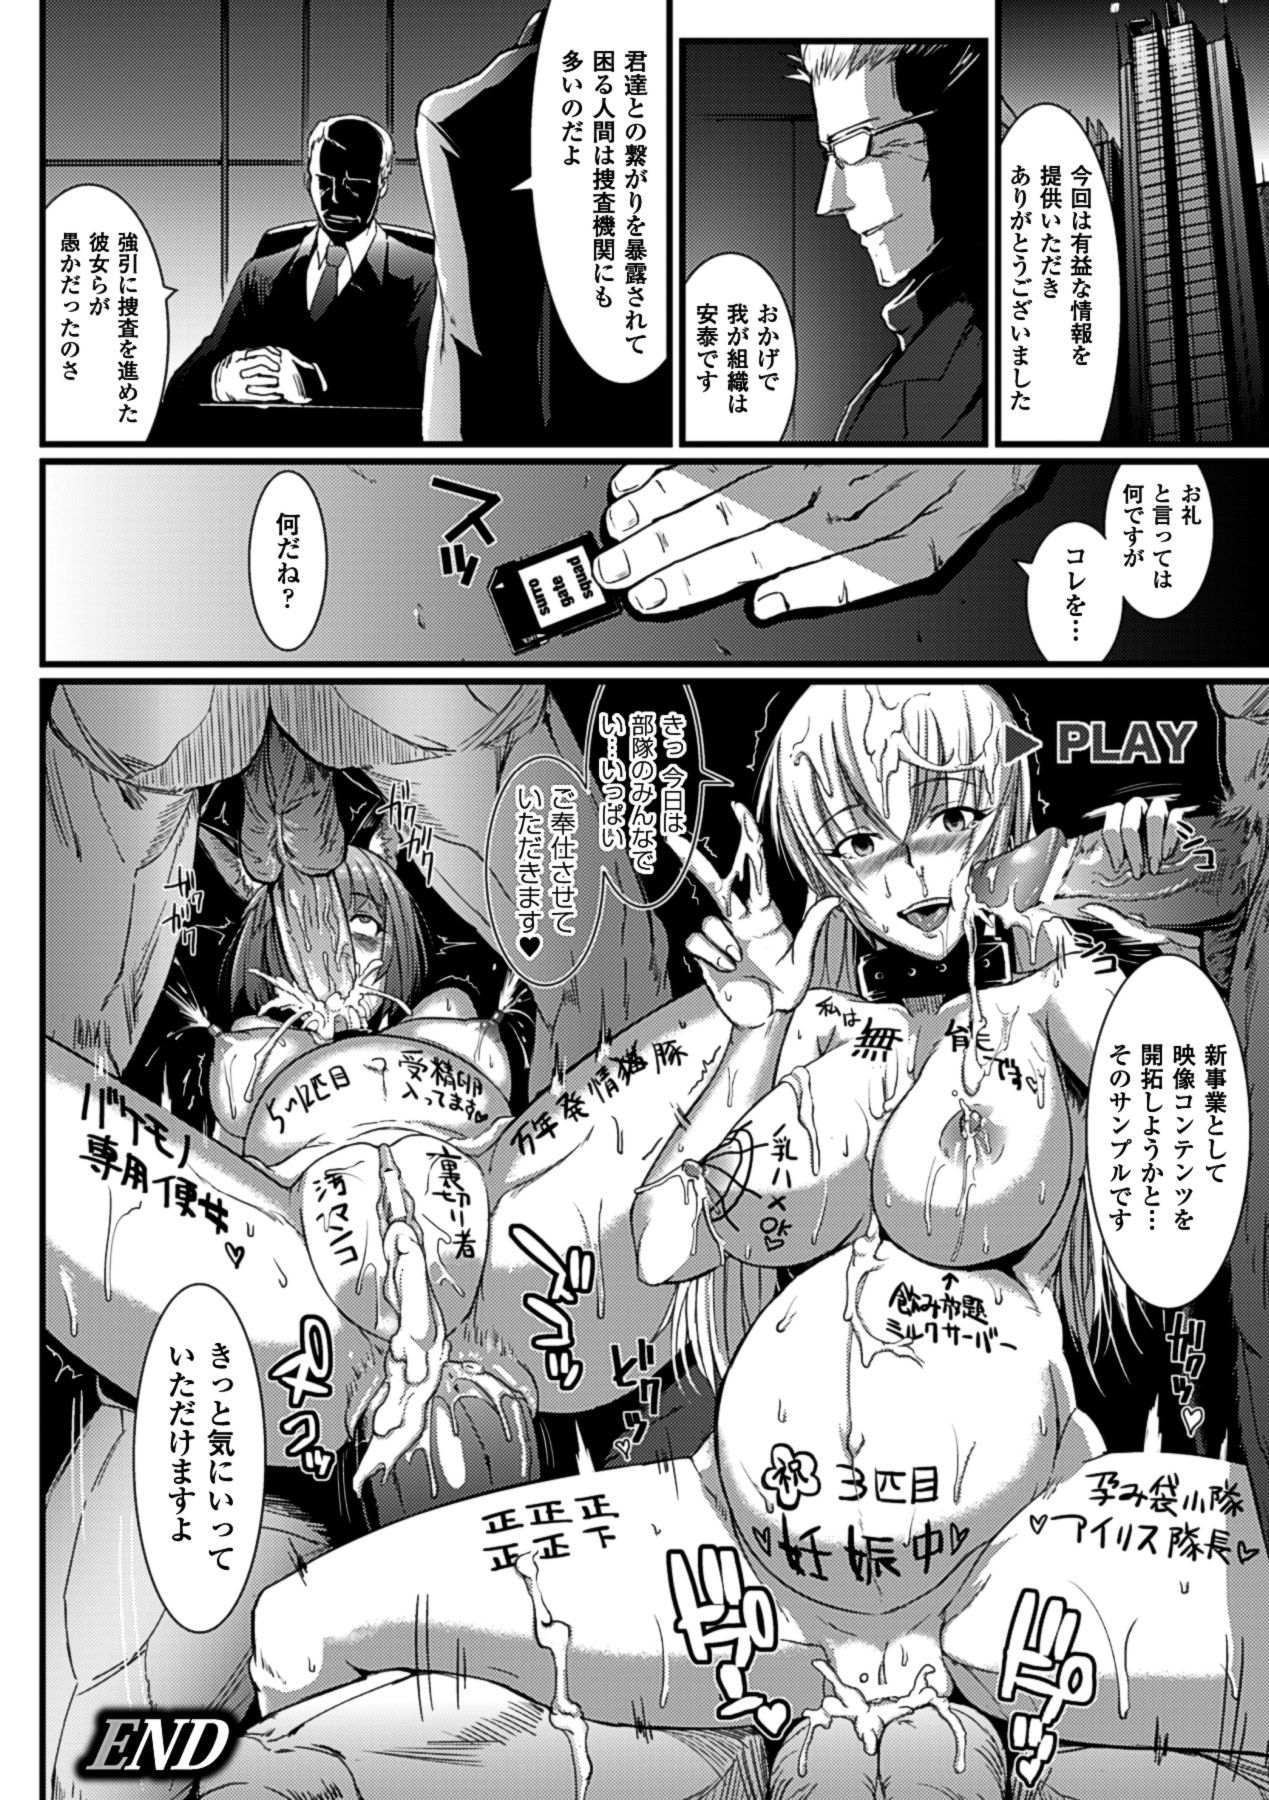 今回は有益な情報を
提供いただき
ありがとうございました
おかげで
我が組織は
安泰です
君達との繋がりを暴露されて
困る人間は捜査機関にも
多いのだよ
強引に捜査を進めた
彼女らが
愚かだったのさ
お礼
と言っては
何ですが
コレを…
スッ
surro
gate
squad
何だね?
PLAY
シコ
きっ今日は
部隊のみんなで
い…いっぱい
ご奉仕させて
いただきます♥
ガクガクッ
新事業として
映像コンテンツを
開拓しようかと…
そのサンプルです
私は
無能です
乳ハメ
OK♡
↑
飲み放題
ミルクサーバー
㊗3匹目
♡妊娠中♡
孕み袋小隊
♡アイリス隊長♡
正正正
正正下
受精卵
入ってます♡
5~12匹目
万年発情猫豚
バケモノ
専用便女
♡
汚マンコ
裏切り者
きっと気にいって
いただけますよ
END